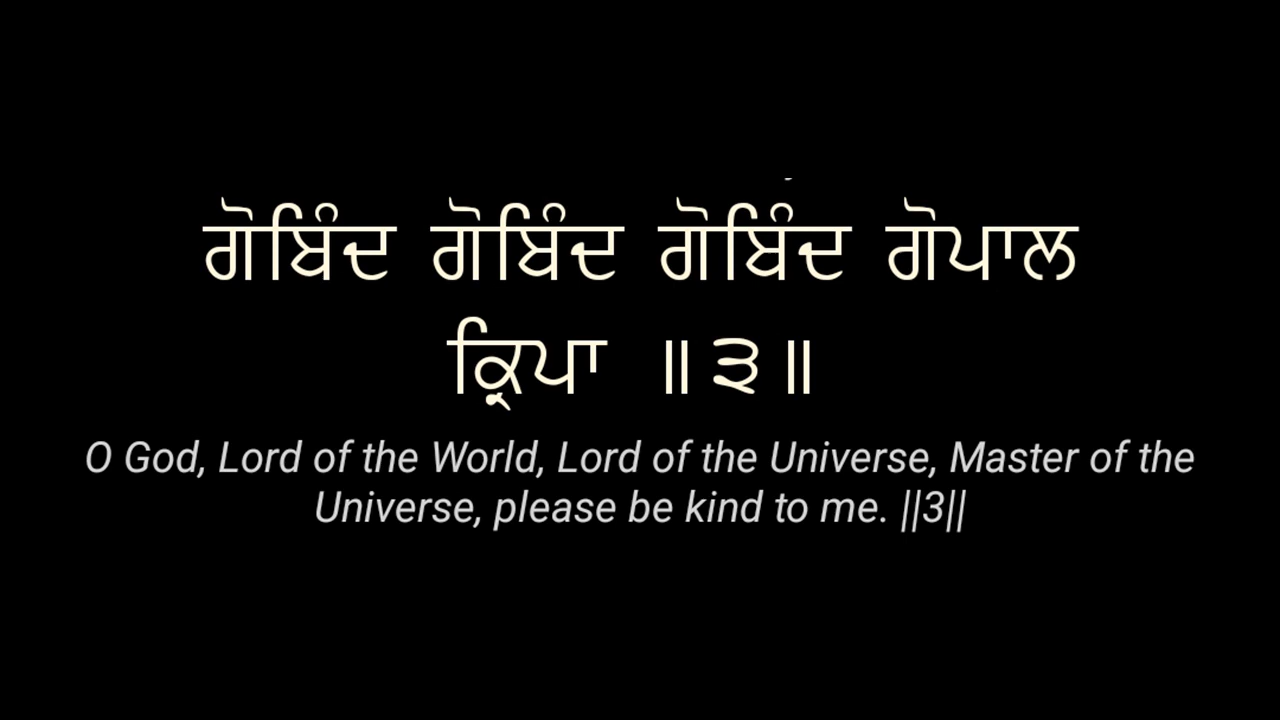 ਗੋਬਿੰਦ ਗੋਬਿੰਦ ਗੋਬਿੰਦ ਗੋਪਾਲ
ਕ੍ਰਿਪਾ ॥੩॥
O God, Lord of the World, Lord of the Universe, Master of the
Universe, please be kind to me. ||3||